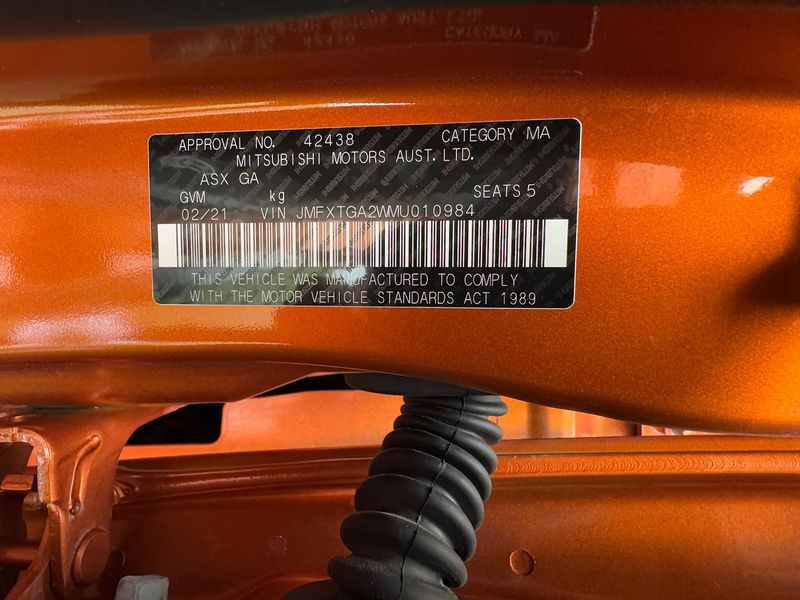 APPROVAL NO. 42438 CATEGORY MA
MITSUBISHI MOTORS AUST. LTD.
ASX GA
GVM kg SEATS 5
02/21 VIN JMFXTGA2WMU010984
THIS VEHICLE WAS MANUFACTURED TO COMPLY
WITH THE MOTOR VEHICLE STANDARDS ACT 1989